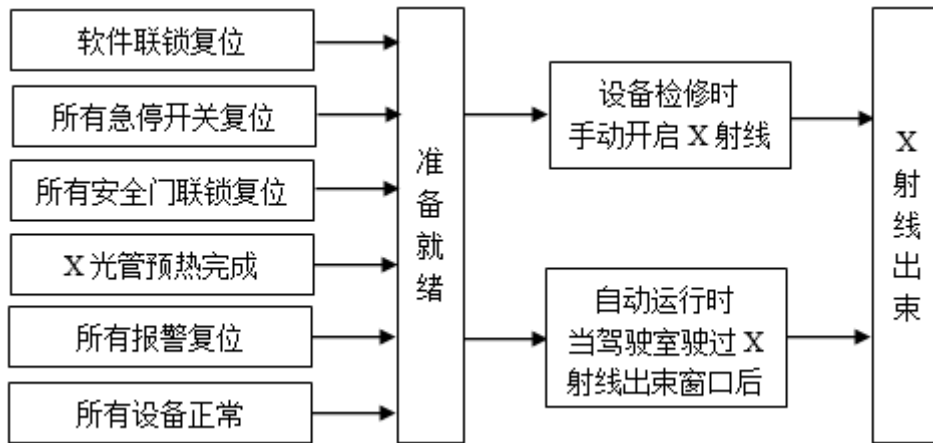 软件联锁复位
所有急停开关复位
所有安全门联锁复位
X 光管预热完成
所有报警复位
所有设备正常
准备就绪
设备检修时
手动开启 X 射线
自动运行时
当驾驶室驶过 X
射线出束窗口后
X射线出束